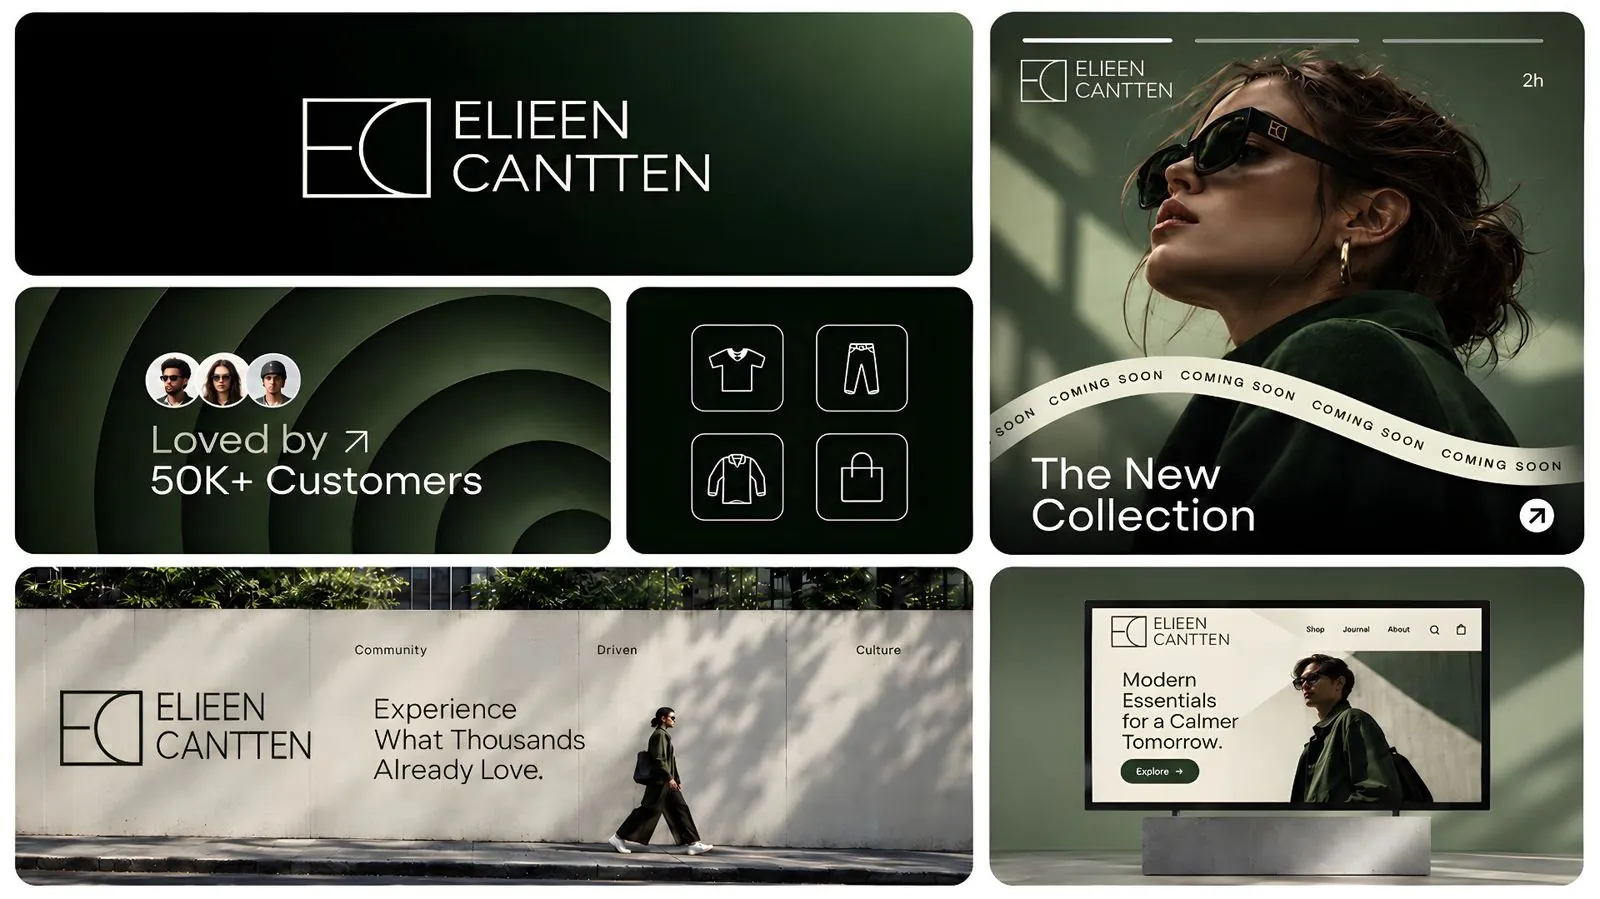 ELIEEN
CANTTEN
Loved by ↗
50K+ Customers
ELIEEN
CANTTEN
2h
SOON COMING SOON COMING SOON COMING SOON COMING SOON
The New
Collection
Community Driven Culture
ELIEEN
CANTTEN
Experience
What Thousands
Already Love.
ELIEEN
CANTTEN
Shop Journal About
Modern
Essentials
for a Calmer
Tomorrow.
Explore →